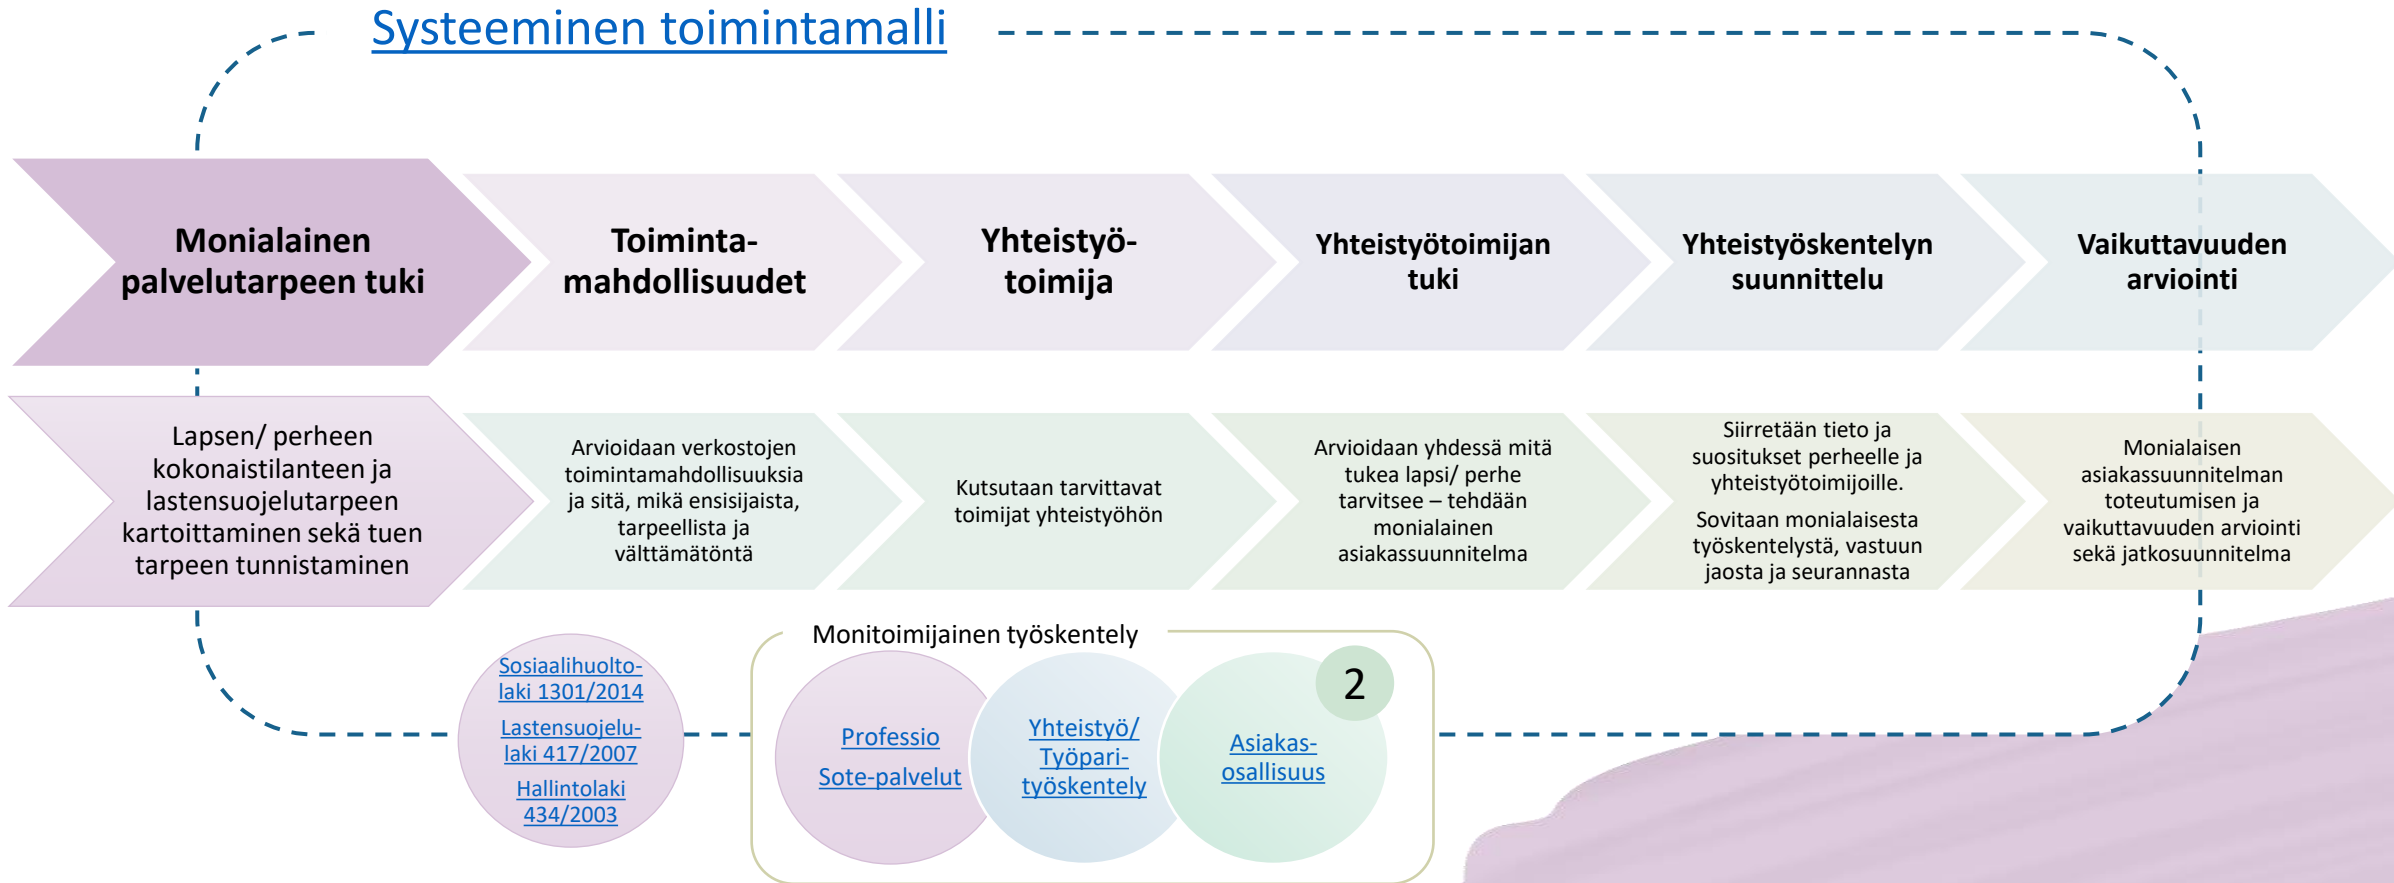 Systeeminen toimintamalli
Monialainen
palvelutarpeen tuki
Toiminta-
mahdollisuudet
Yhteistyö-
toimija
Yhteistyötoimijan
tuki
Yhteistyöskentelyn
suunnittelu
Vaikuttavuuden
arviointi
Lapsen/ perheen
kokonaistilanteen ja
lastensuojelutarpeen
kartoittaminen sekä tuen
tarpeen tunnistaminen
Arvioidaan verkostojen
toimintamahdollisuuksia
ja sitä, mikä ensisijaista,
tarpeellista ja
välttämätöntä
Kutsutaan tarvittavat
toimijat yhteistyöhön
Arvioidaan yhdessä mitä
tukea lapsi/ perhe
tarvitsee – tehdään
monialainen
asiakassuunnitelma
Siirretään tieto ja
suositukset perheelle ja
yhteistyötoimijoille.
Sovitaan monialaisesta
työskentelystä, vastuun
jaosta ja seurannasta
Monialaisen
asiakassuunnitelman
toteutumisen ja
vaikuttavuuden arviointi
sekä jatkosuunnitelma
Sosiaalihuolto-
laki 1301/2014
Lastensuojelu-
laki 417/2007
Hallintolaki
434/2003
Monitoimijainen työskentely
Professio
Sote-palvelut
Yhteistyö/
Työpari-
työskentely
Asiakas-
osallisuus
2